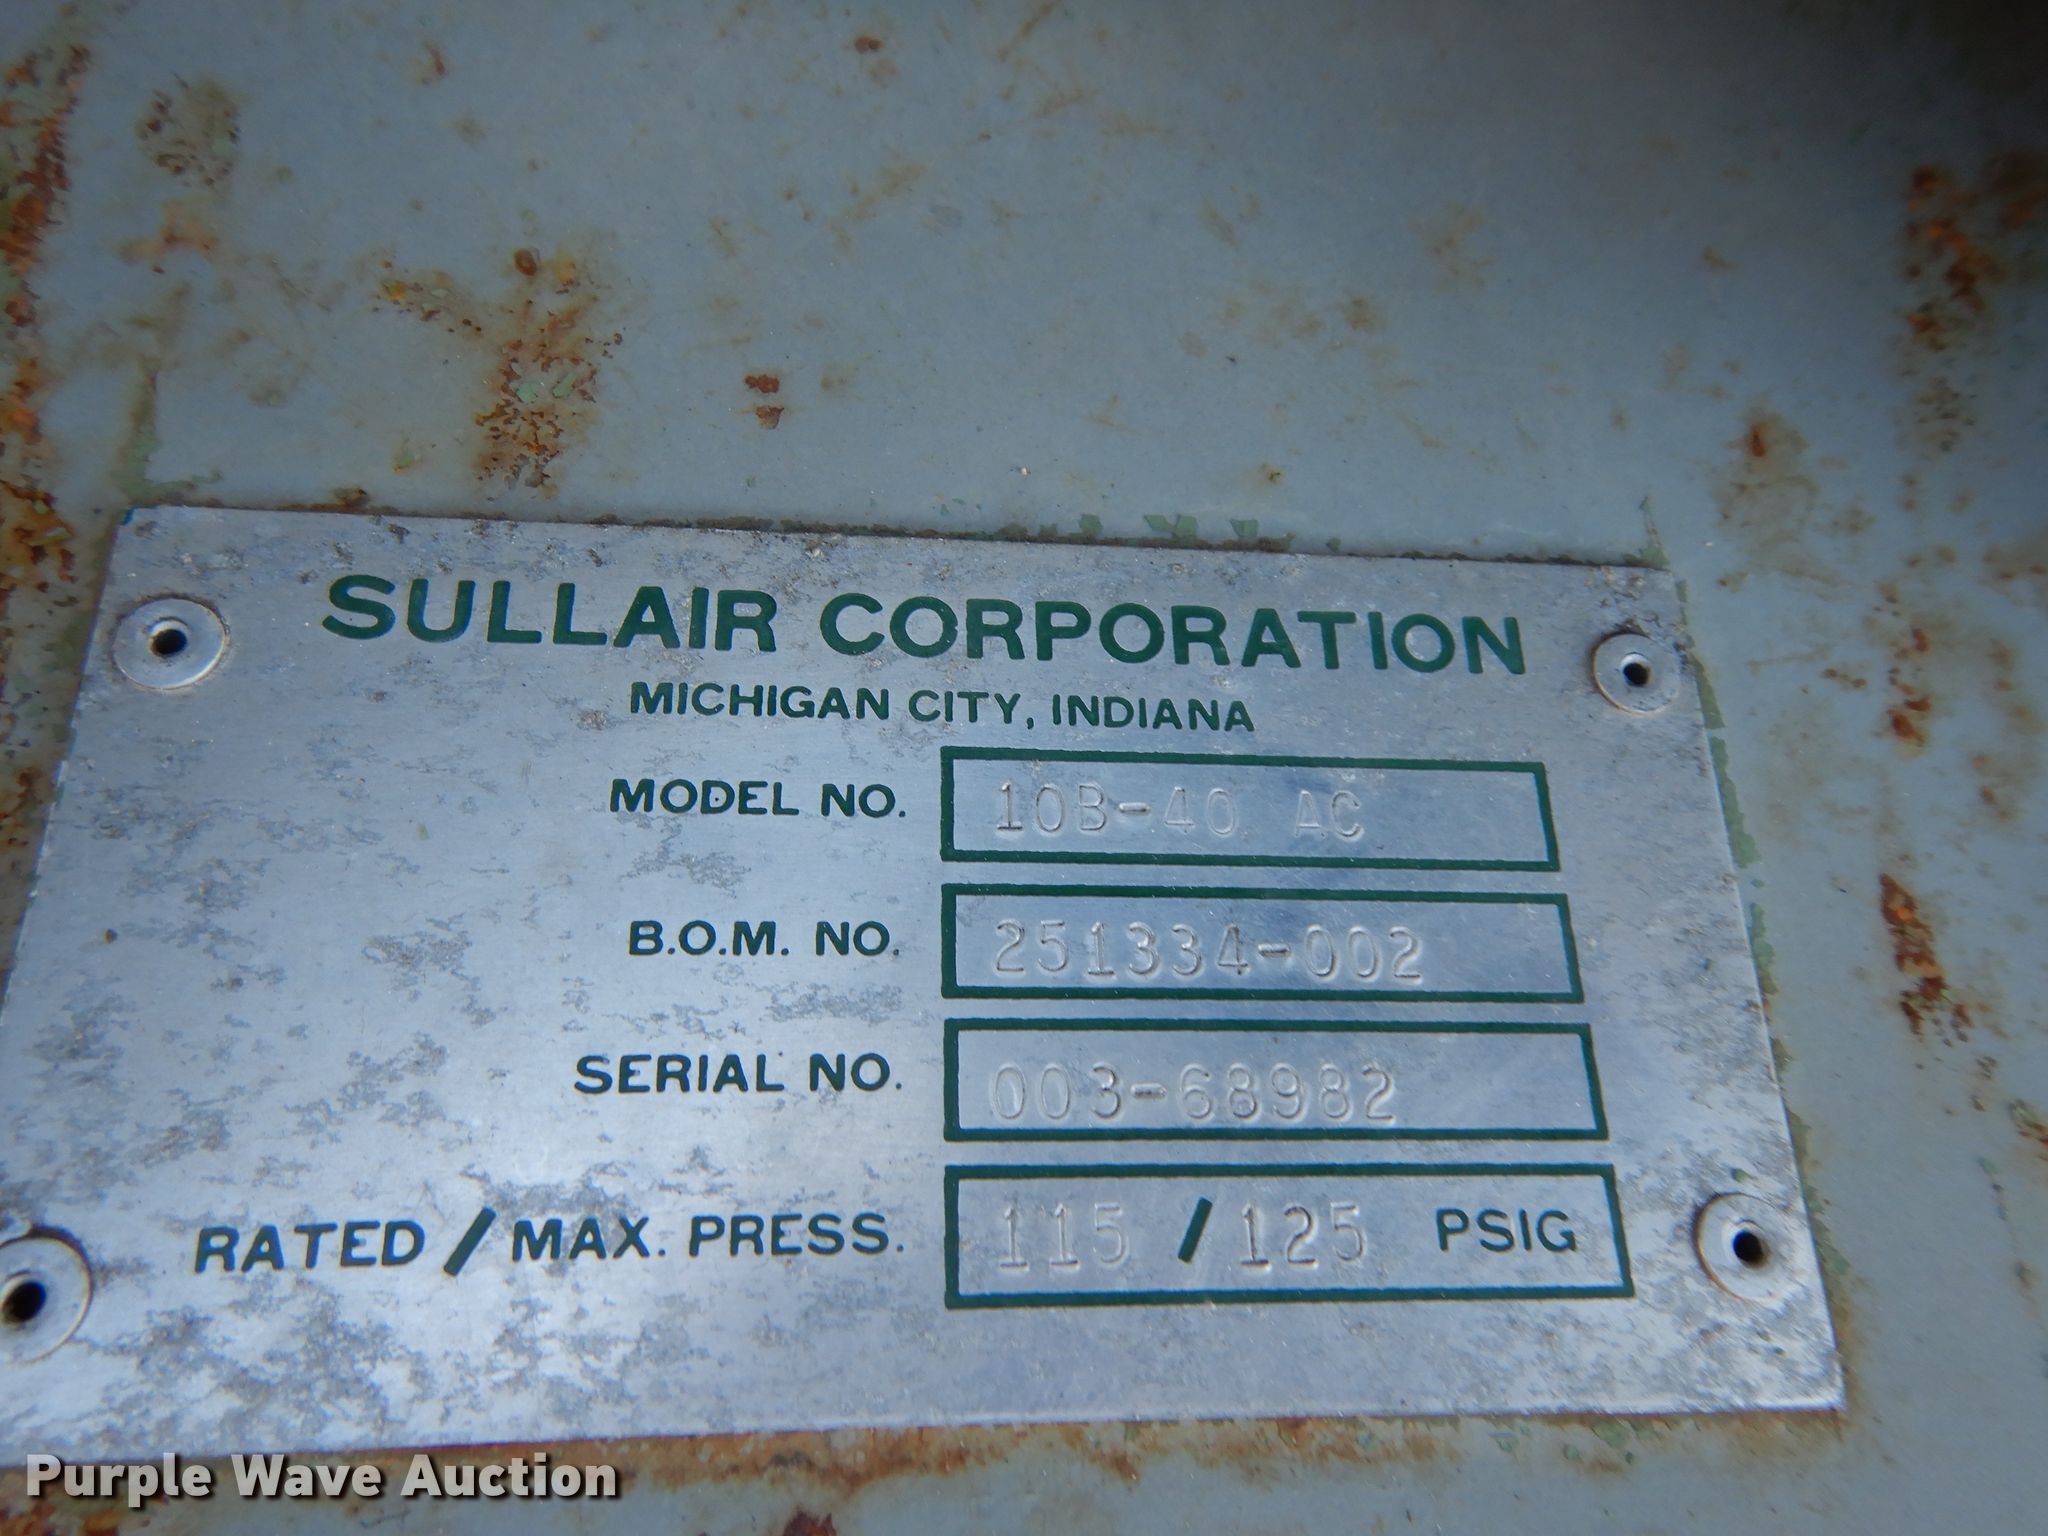 SULLAIR CORPORATION
MICHIGAN CITY, INDIANA
MODEL NO. 10B-40 AC
B.O.M. NO. 251334-002
SERIAL NO. 003-68982
RATED / MAX. PRESS. 115 / 125 PSIG
Purple Wave Auction